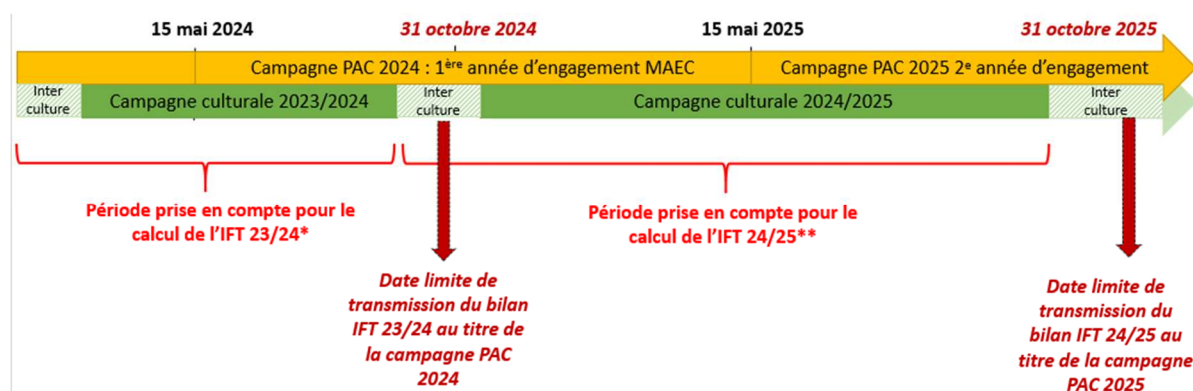 15 mai 2024
31 octobre 2024
15 mai 2025
31 octobre 2025
Campagne PAC 2024 : 1ère année d'engagement MAEC
Campagne PAC 2025 2e année d'engagement
Inter
culture
Campagne culturale 2023/2024
Inter
culture
Campagne culturale 2024/2025
Inter
culture
Période prise en compte pour le
calcul de l'IFT 23/24*
Période prise en compte pour le
calcul de l'IFT 24/25**
Date limite de
transmission du bilan
IFT 23/24 au titre de
la campagne PAC
2024
Date limite de
transmission du
bilan IFT 24/25 au
titre de la campagne
PAC 2025